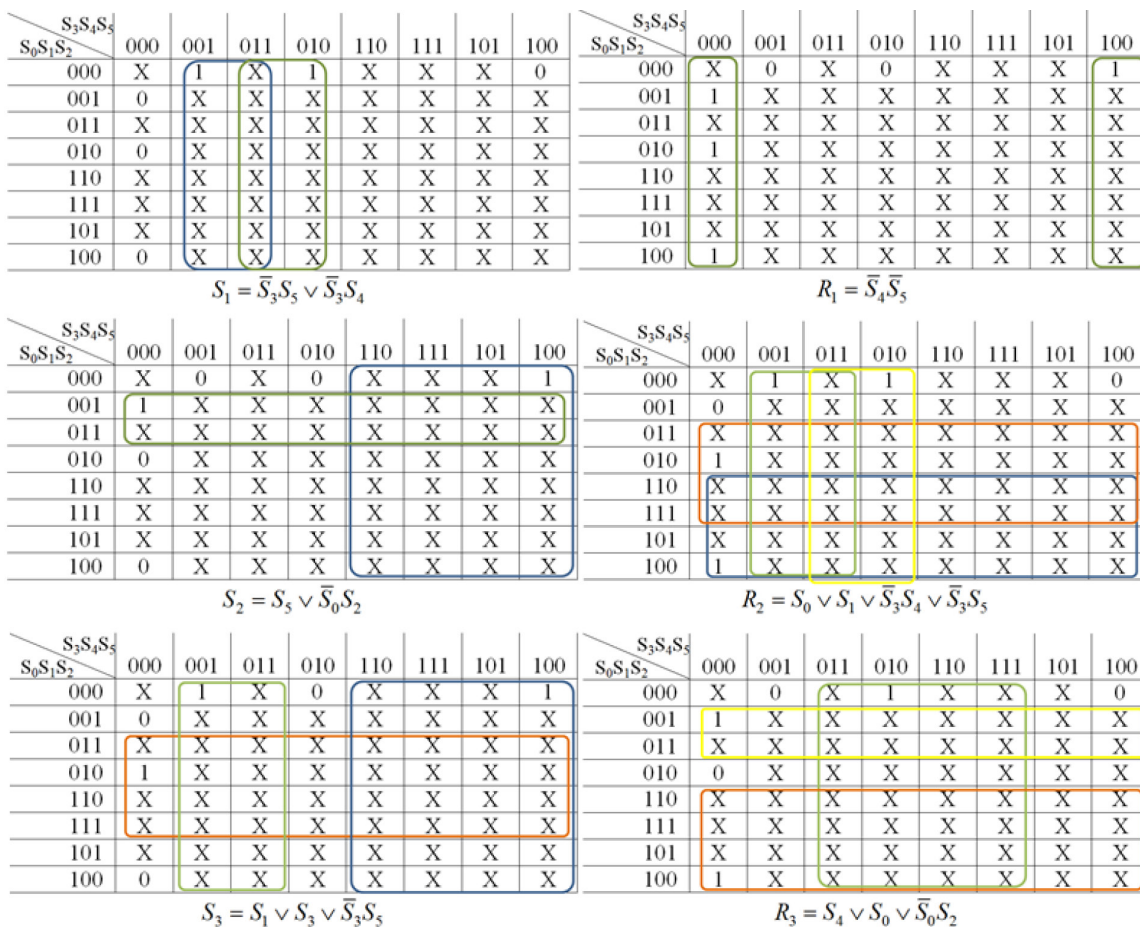 S₃S₄S₅
S₀S₁S₂ 000 001 011 010 110 111 101 100
000 X 1 X 1 X X X 0
001 0 X X X X X X X
011 X X X X X X X X
010 0 X X X X X X X
110 X X X X X X X X
111 X X X X X X X X
101 X X X X X X X X
100 0 X X X X X X X
S₁ = S̅₃S₅ ∨ S̅₃S₄
S₃S₄S₅
S₀S₁S₂ 000 001 011 010 110 111 101 100
000 X 0 X 0 X X X 1
001 1 X X X X X X X
011 X X X X X X X X
010 1 X X X X X X X
110 X X X X X X X X
111 X X X X X X X X
101 X X X X X X X X
100 1 X X X X X X X
R₁ = S̅₄S̅₅
S₃S₄S₅
S₀S₁S₂ 000 001 011 010 110 111 101 100
000 X 0 X 0 X X X 1
001 1 X X X X X X X
011 X X X X X X X X
010 0 X X X X X X X
110 X X X X X X X X
111 X X X X X X X X
101 X X X X X X X X
100 0 X X X X X X X
S₂ = S₅ ∨ S̅₀S₂
S₃S₄S₅
S₀S₁S₂ 000 001 011 010 110 111 101 100
000 X 1 X 1 X X X 0
001 0 X X X X X X X
011 X X X X X X X X
010 1 X X X X X X X
110 X X X X X X X X
111 X X X X X X X X
101 X X X X X X X X
100 1 X X X X X X X
R₂ = S₀ ∨ S₁ ∨ S̅₃S₄ ∨ S̅₃S₅
S₃S₄S₅
S₀S₁S₂ 000 001 011 010 110 111 101 100
000 X 1 X 0 X X X 1
001 0 X X X X X X X
011 X X X X X X X X
010 1 X X X X X X X
110 X X X X X X X X
111 X X X X X X X X
101 X X X X X X X X
100 0 X X X X X X X
S₃ = S₁ ∨ S₃ ∨ S̅₃S₅
S₃S₄S₅
S₀S₁S₂ 000 001 011 010 110 111 101 100
000 X 0 X 1 X X X 0
001 1 X X X X X X X
011 X X X X X X X X
010 0 X X X X X X X
110 X X X X X X X X
111 X X X X X X X X
101 X X X X X X X X
100 1 X X X X X X X
R₃ = S₄ ∨ S₀ ∨ S̅₀S₂